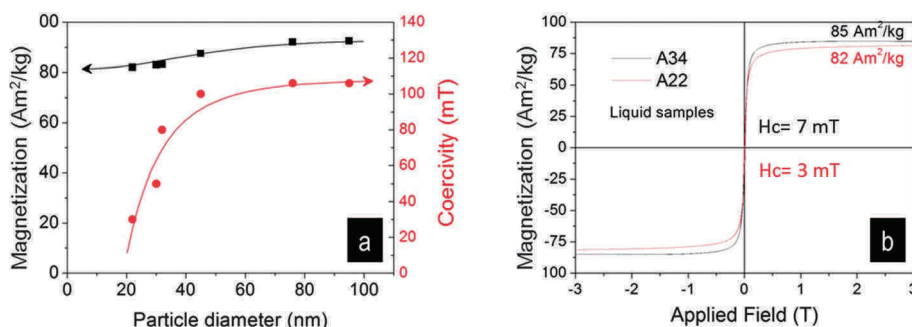 00
80
60
40
20
00
0 20 40 60 80 100
140
120
100
80
60
40
20
0
Magnetization (Am²/kg)
Coercivity (mT)
Particle diameter (nm)
a
100
75
50
25
0
-25
-50
-75
100
-3 -2 -1 0 1 2 3
Magnetization (Am²/kg)
Applied Field (T)
A34
A22
Liquid samples
85 Am²/kg
82 Am²/kg
Hc= 7 mT
Hc= 3 mT
b